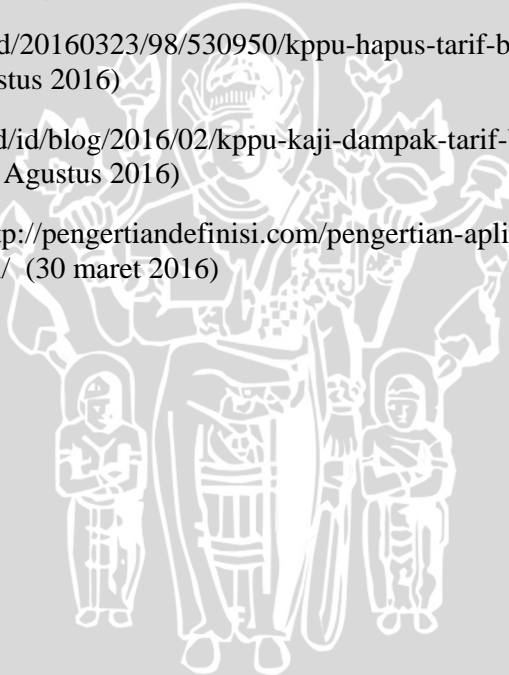 d/20160323/98/530950/kppu-hapus-tarif-b
stus 2016)
d/id/blog/2016/02/kppu-kaji-dampak-tarif-
Agustus 2016)
tp://pengertiandefinisi.com/pengertian-apli
/ (30 maret 2016)